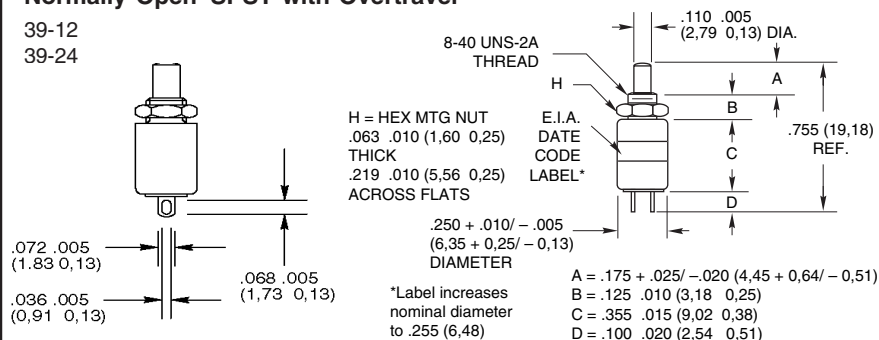 Normally Open SPST with Overtravel
39-12
39-24
8-40 UNS-2A
THREAD
H
.110 .005
(2,79 0,13) DIA.
A
B
C
D
.755 (19,18)
REF.
H = HEX MTG NUT
.063 .010 (1,60 0,25)
THICK
.219 .010 (5,56 0,25)
ACROSS FLATS
E.I.A.
DATE
CODE
LABEL*
.250 + .010/ – .005
(6,35 + 0,25/ – 0,13)
DIAMETER
.072 .005
(1.83 0,13)
.036 .005
(0,91 0,13)
.068 .005
(1,73 0,13)
*Label increases
nominal diameter
to .255 (6,48)
A = .175 + .025/ –.020 (4,45 + 0,64/ – 0,51)
B = .125 .010 (3,18 0,25)
C = .355 .015 (9,02 0,38)
D = .100 .020 (2,54 0,51)